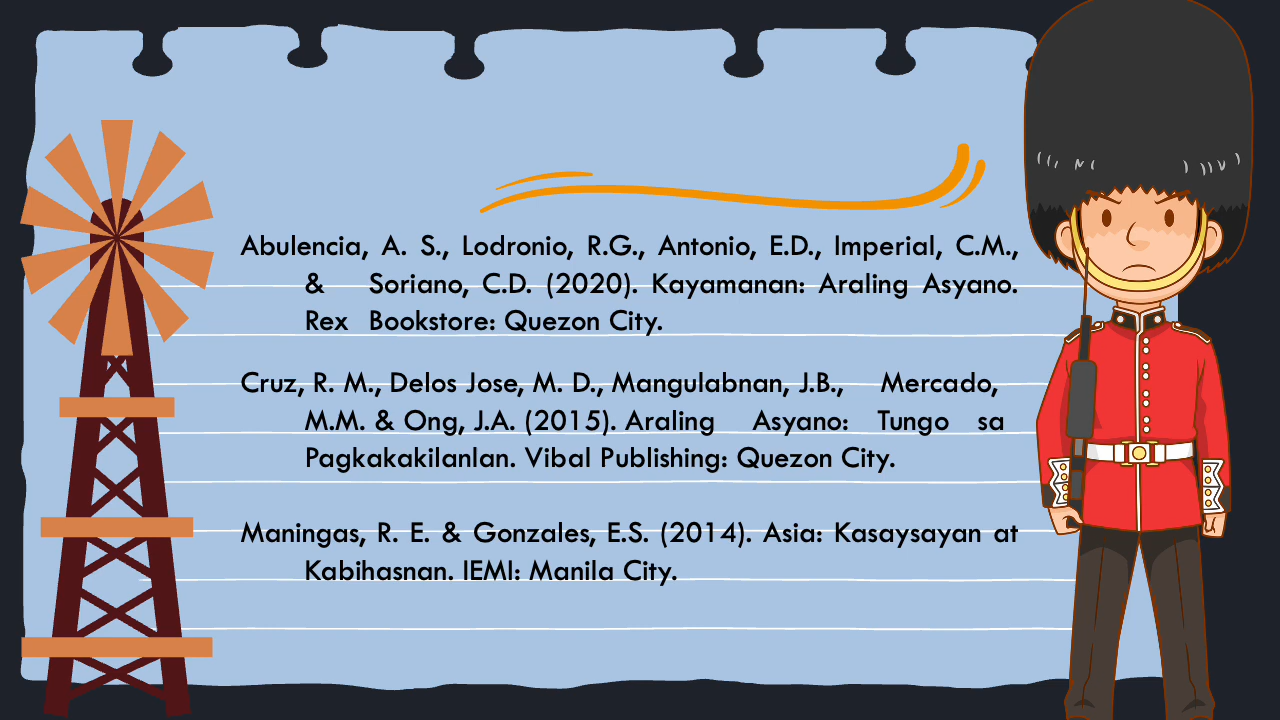 Abulencia, A. S., Lodronio, R.G., Antonio, E.D., Imperial, C.M.,
& Soriano, C.D. (2020). Kayamanan: Araling Asyano.
Rex Bookstore: Quezon City.
Cruz, R. M., Delos Jose, M. D., Mangulabnan, J.B., Mercado,
M.M. & Ong, J.A. (2015). Araling Asyano: Tungo sa
Pagkakakilanlan. Vibal Publishing: Quezon City.
Maningas, R. E. & Gonzales, E.S. (2014). Asia: Kasaysayan at
Kabihasnan. IEMI: Manila City.